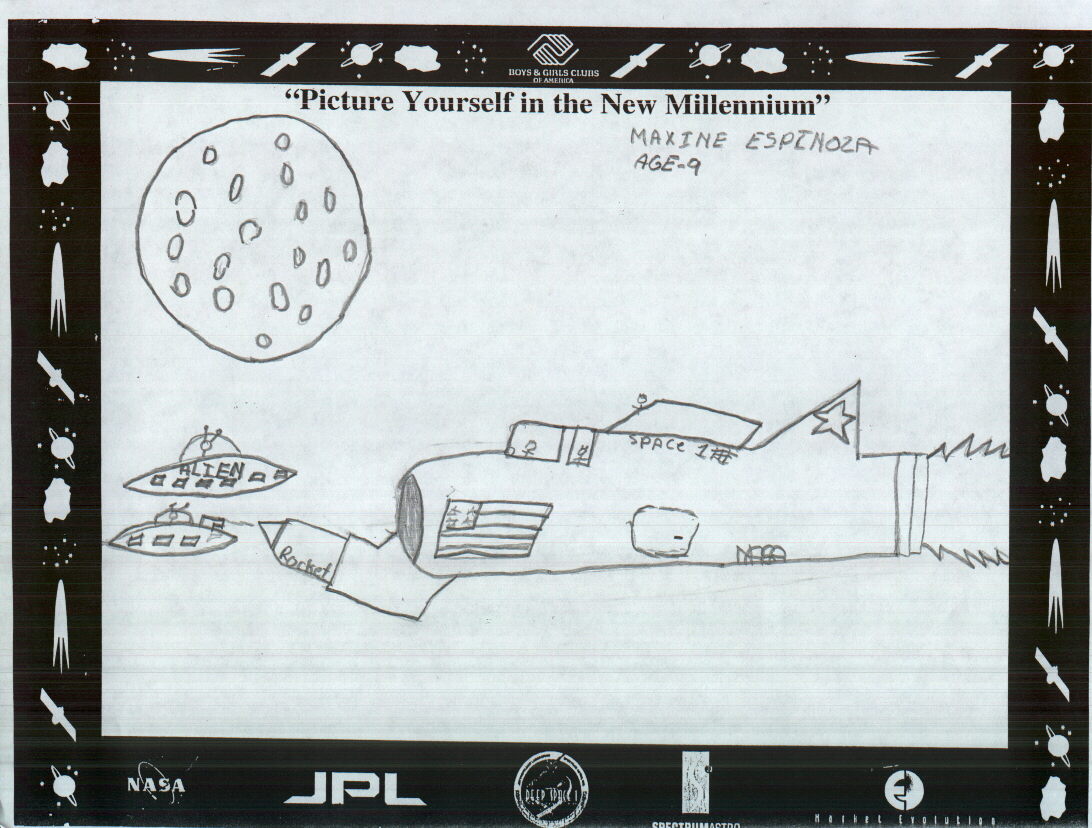 BOYS & GIRLS CLUBS
OF AMERICA
“Picture Yourself in the New Millennium”
MAXINE ESPINOZA
AGE-9
SPACE 1#
ALIEN
Rocket
NASA
NASA
JPL
DEEP SPACE 1
SPECTRUMASTRO
Market Evolution